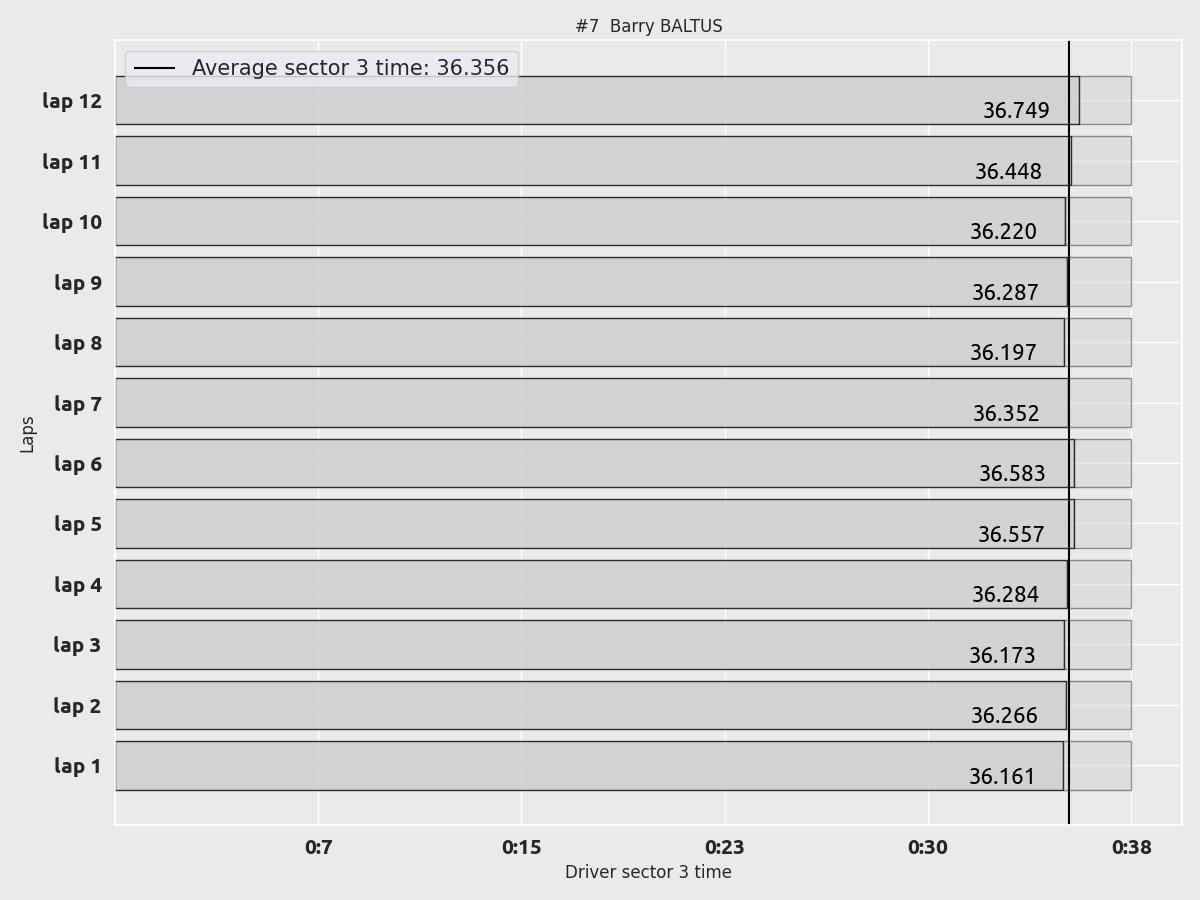 #7  Barry BALTUS
Average sector 3 time: 36.356
lap 12
36.749
lap 11
36.448
lap 10
36.220
lap 9
36.287
lap 8
36.197
lap 7
36.352
lap 6
36.583
lap 5
36.557
lap 4
36.284
lap 3
36.173
lap 2
36.266
lap 1
36.161
Laps
0:7
0:15
0:23
0:30
0:38
Driver sector 3 time